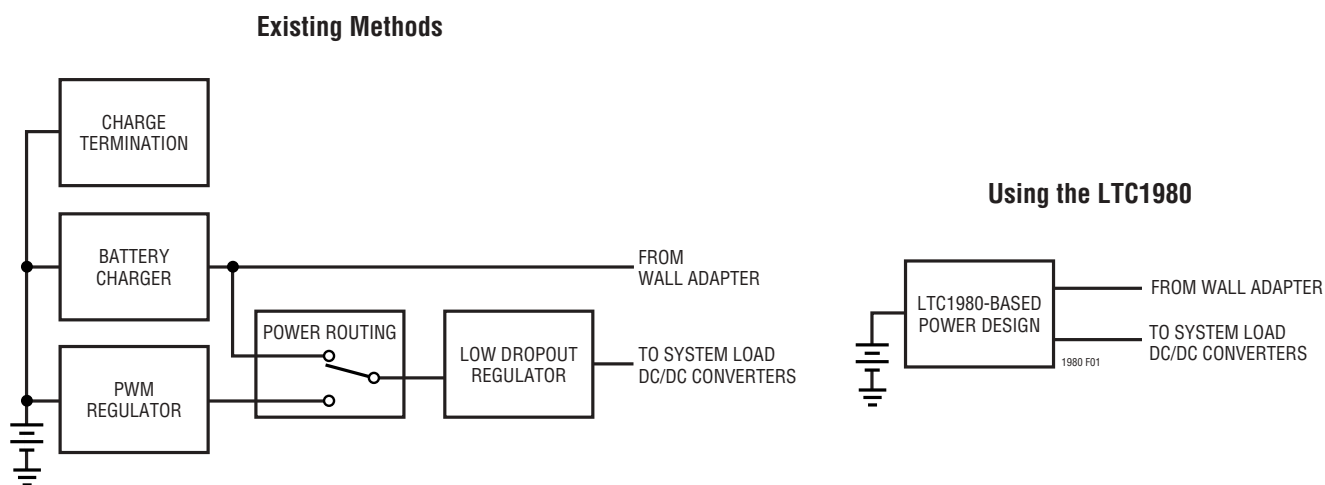 Existing Methods
CHARGE
TERMINATION
BATTERY
CHARGER
FROM
WALL ADAPTER
POWER ROUTING
LOW DROPOUT
REGULATOR
TO SYSTEM LOAD
DC/DC CONVERTERS
PWM
REGULATOR
Using the LTC1980
LTC1980-BASED
POWER DESIGN
FROM WALL ADAPTER
TO SYSTEM LOAD
DC/DC CONVERTERS
1980 F01